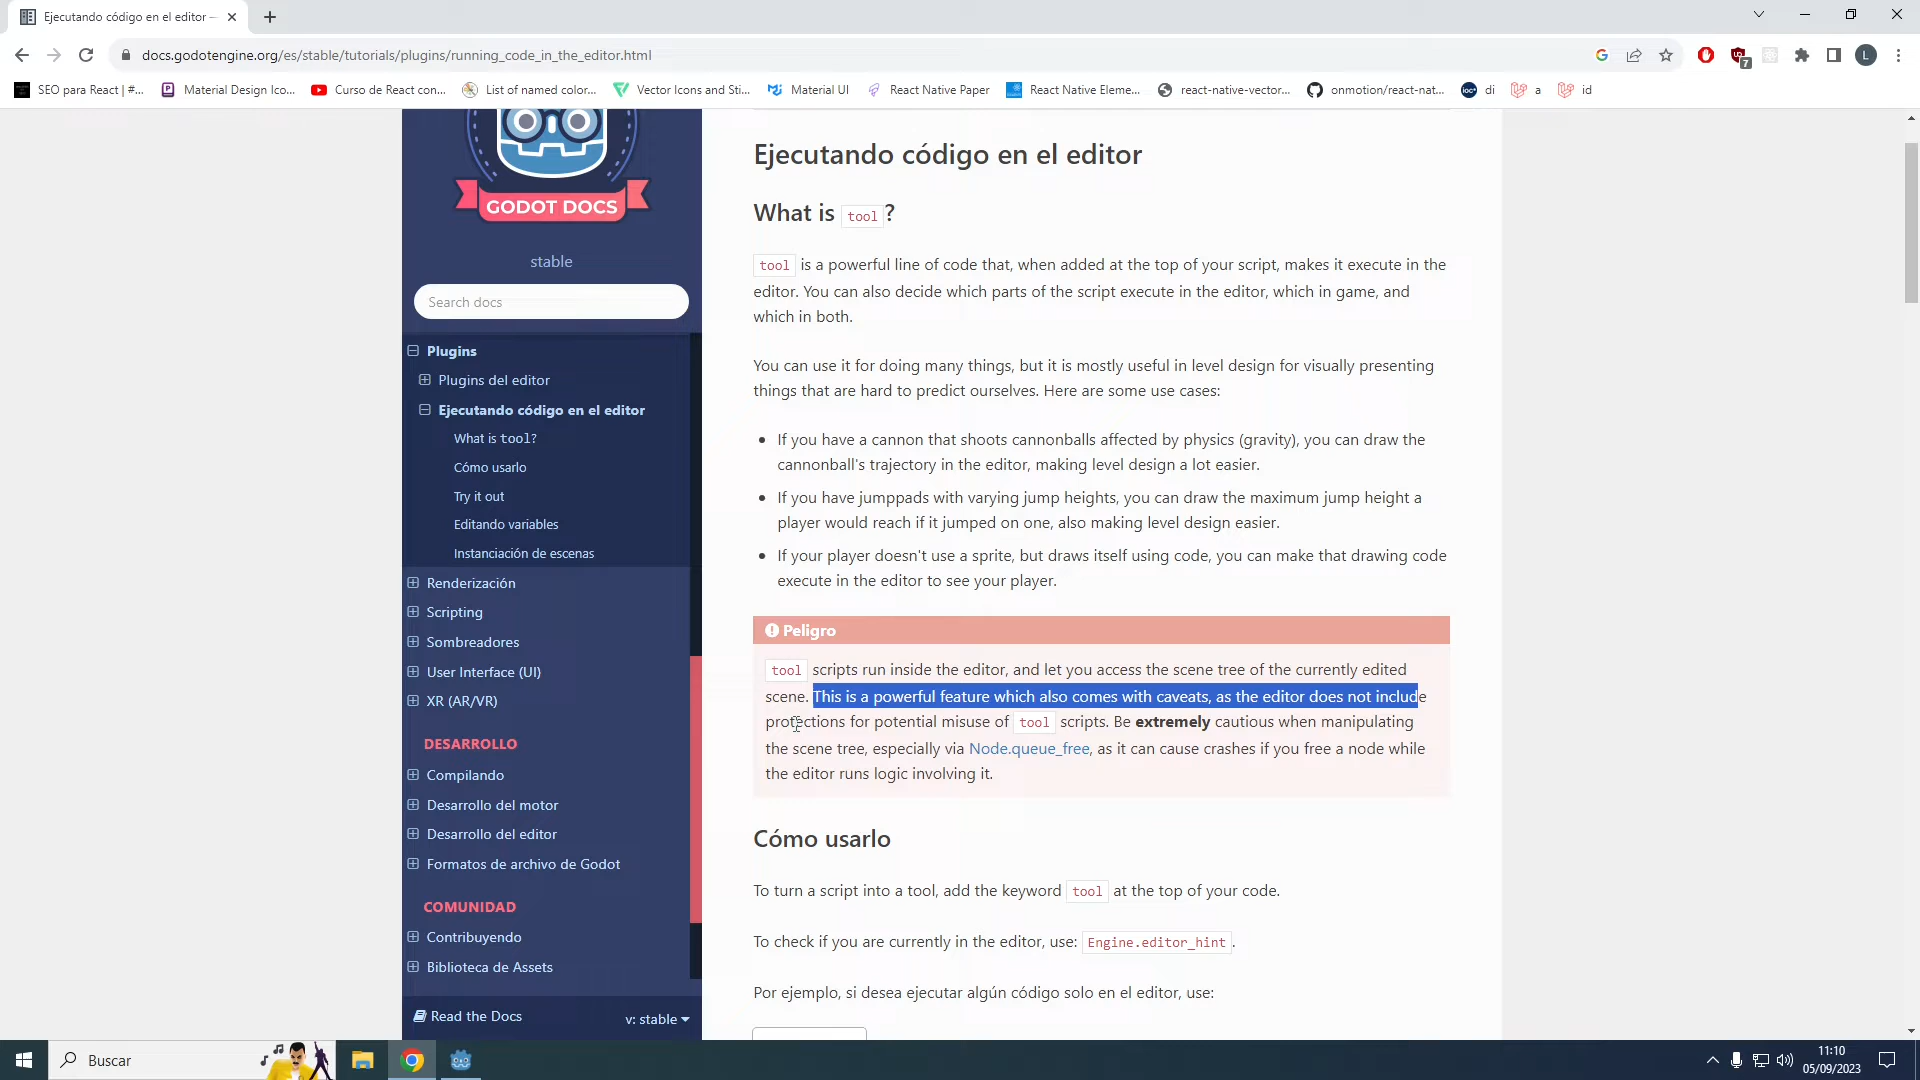 Ejecutando código en el editor —
docs.godotengine.org/es/stable/tutorials/plugins/running_code_in_the_editor.html
7
L
SEO para React | #...
Material Design Ico...
Curso de React con...
List of named color...
Vector Icons and Sti...
Material UI
React Native Paper
React Native Eleme...
react-native-vector...
onmotion/react-nat...
di
a
id
GODOT DOCS
stable
Search docs
Plugins
Plugins del editor
Ejecutando código en el editor
What is tool?
Cómo usarlo
Try it out
Editando variables
Instanciación de escenas
Renderización
Scripting
Sombreadores
User Interface (UI)
XR (AR/VR)
DESARROLLO
Compilando
Desarrollo del motor
Desarrollo del editor
Formatos de archivo de Godot
COMUNIDAD
Contribuyendo
Biblioteca de Assets
Read the Docs
v: stable
Ejecutando código en el editor
What is tool?
tool is a powerful line of code that, when added at the top of your script, makes it execute in the
editor. You can also decide which parts of the script execute in the editor, which in game, and
which in both.
You can use it for doing many things, but it is mostly useful in level design for visually presenting
things that are hard to predict ourselves. Here are some use cases:
If you have a cannon that shoots cannonballs affected by physics (gravity), you can draw the
cannonball's trajectory in the editor, making level design a lot easier.
If you have jumppads with varying jump heights, you can draw the maximum jump height a
player would reach if it jumped on one, also making level design easier.
If your player doesn't use a sprite, but draws itself using code, you can make that drawing code
execute in the editor to see your player.
Peligro
tool scripts run inside the editor, and let you access the scene tree of the currently edited
scene. This is a powerful feature which also comes with caveats, as the editor does not include
protections for potential misuse of tool scripts. Be extremely cautious when manipulating
the scene tree, especially via Node.queue_free, as it can cause crashes if you free a node while
the editor runs logic involving it.
Cómo usarlo
To turn a script into a tool, add the keyword tool at the top of your code.
To check if you are currently in the editor, use: Engine.editor_hint.
Por ejemplo, si desea ejecutar algún código solo en el editor, use:
Buscar
11:10
05/09/2023